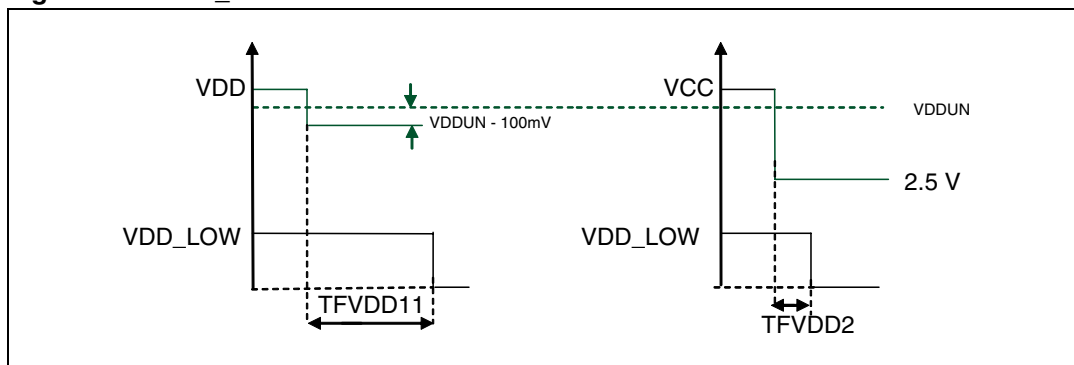 VDD
VDDUN - 100mV
VDD_LOW
TFVDD11
VCC
VDDUN
2.5 V
VDD_LOW
TFVDD2